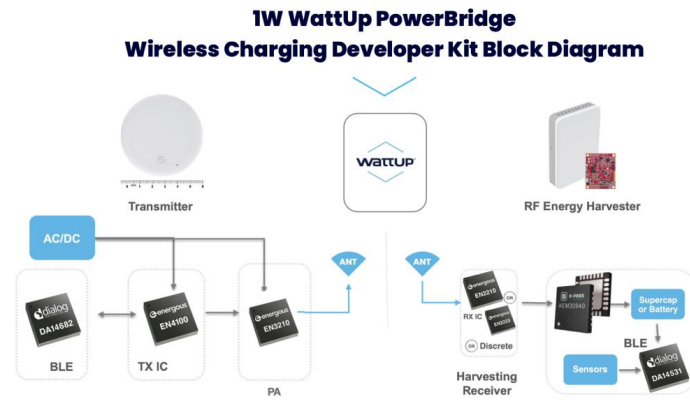 1W WattUp PowerBridge
Wireless Charging Developer Kit Block Diagram
WATTUP
Transmitter
RF Energy Harvester
AC/DC
ANT
ANT
dialog
DA14682
BLE
energous
EN4100
TX IC
energous
EN3210
PA
energous
EN2210
RX IC
OR
energous
EN2223
OR Discrete
Harvesting
Receiver
E-PEAS
AEM30940
Supercap
or Battery
BLE
Sensors
dialog
DA14531